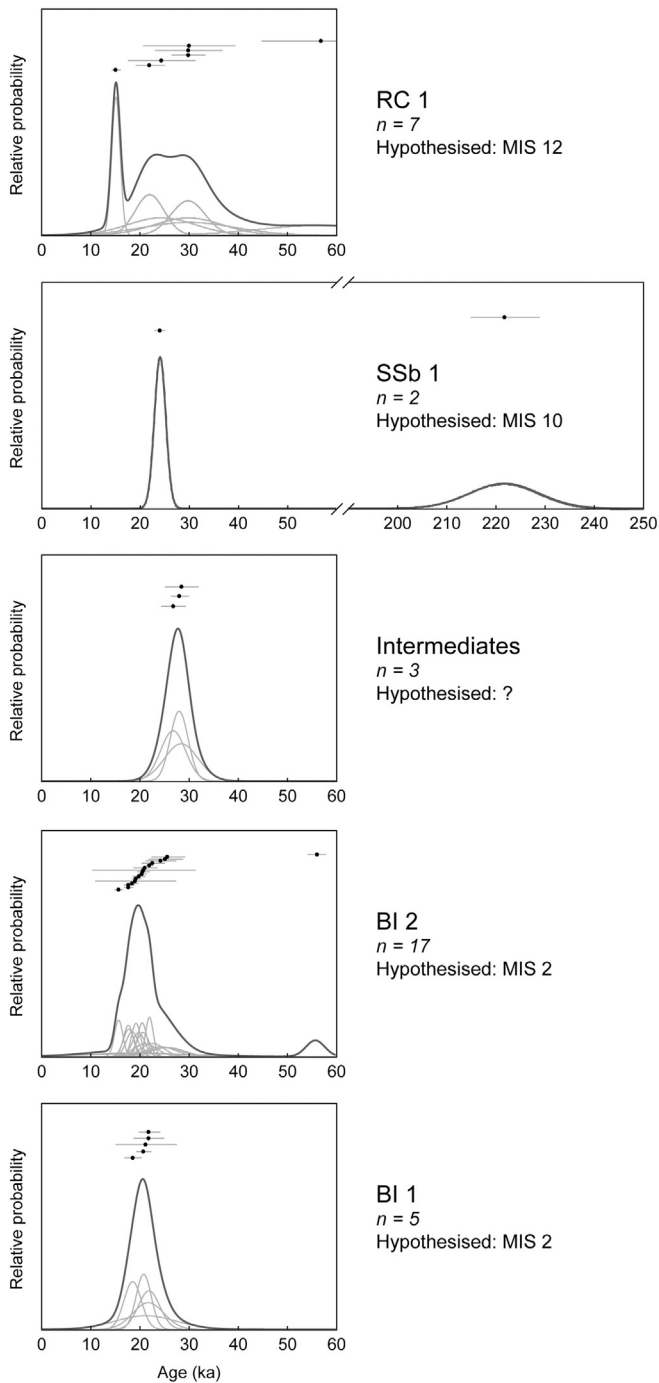 Relative probability
RC 1
n = 7
Hypothesised: MIS 12
0 10 20 30 40 50 60
Relative probability
SSb 1
n = 2
Hypothesised: MIS 10
0 10 20 30 40 50 200 210 220 230 240 250
Relative probability
Intermediates
n = 3
Hypothesised: ?
0 10 20 30 40 50 60
Relative probability
BI 2
n = 17
Hypothesised: MIS 2
0 10 20 30 40 50 60
Relative probability
BI 1
n = 5
Hypothesised: MIS 2
0 10 20 30 40 50 60
Age (ka)